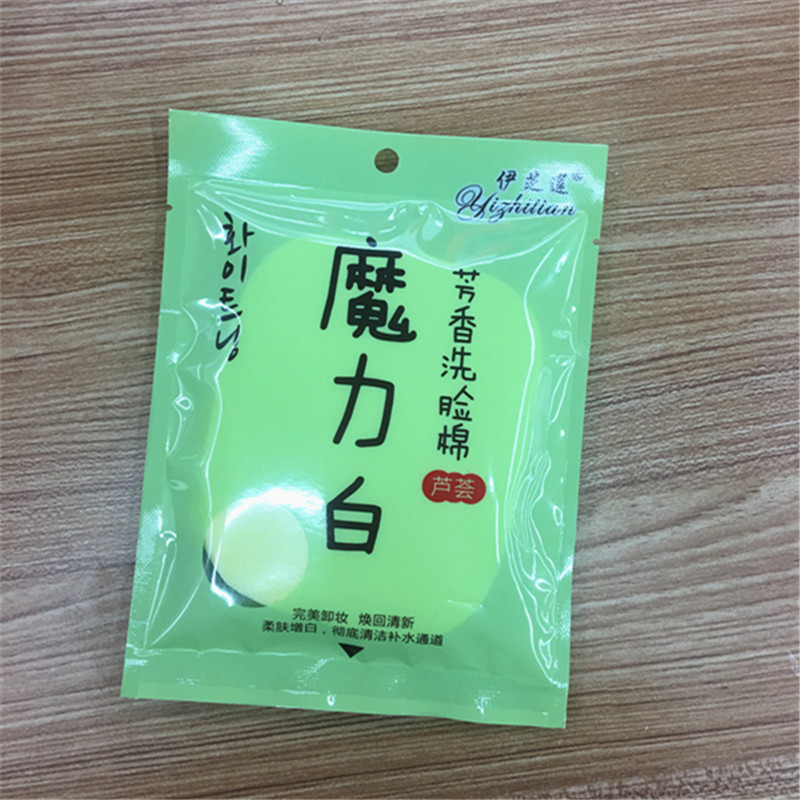 伊芝莲
Yizhilian
화이트닝
魔力白
芳香洗脸棉
芦荟
完美卸妆 焕回清新
柔肤增白，彻底清洁补水通道